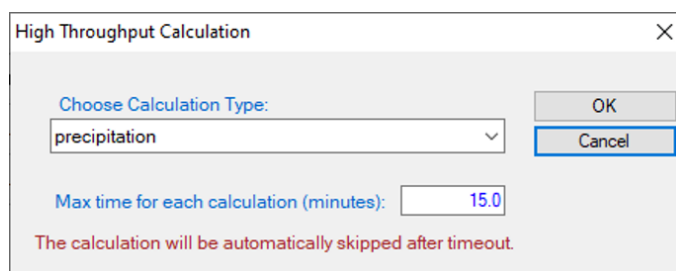 High Throughput Calculation
Choose Calculation Type:
OK
precipitation
Cancel
Max time for each calculation (minutes): 15.0
The calculation will be automatically skipped after timeout.